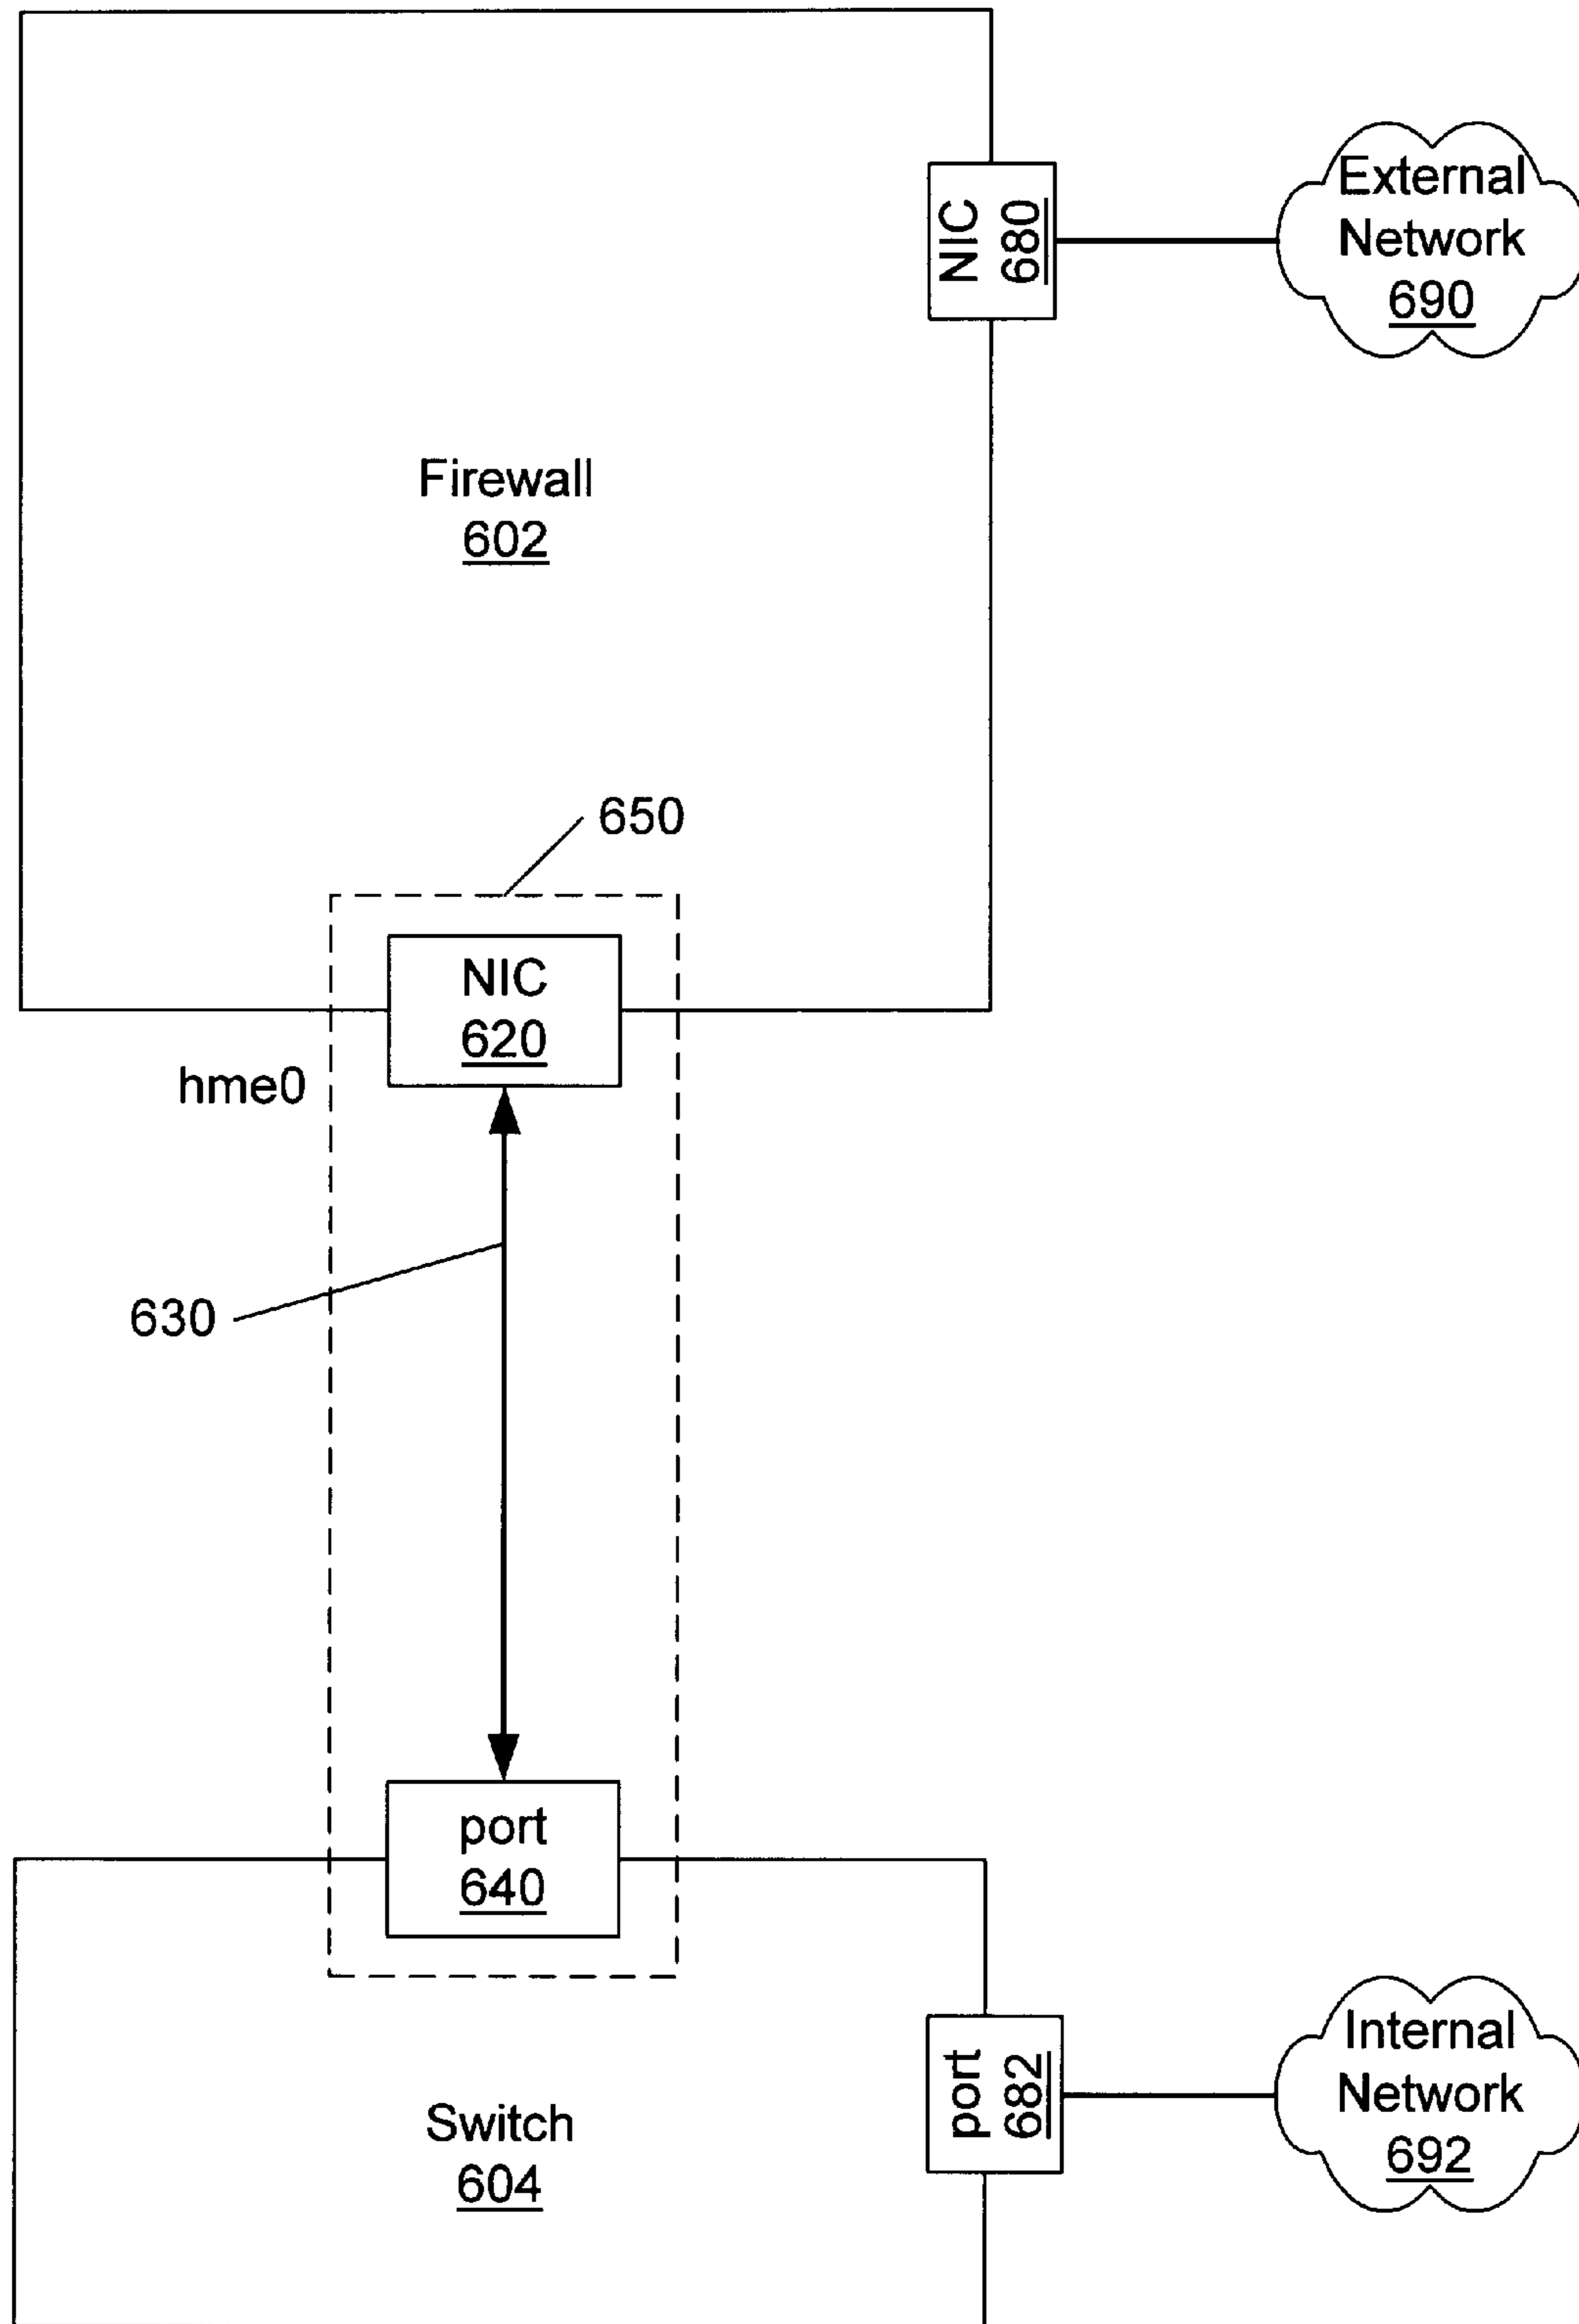 External
Network
690
NIC
680
Firewall
602
650
NIC
620
hme0
630
port
640
Internal
Network
692
port
682
Switch
604